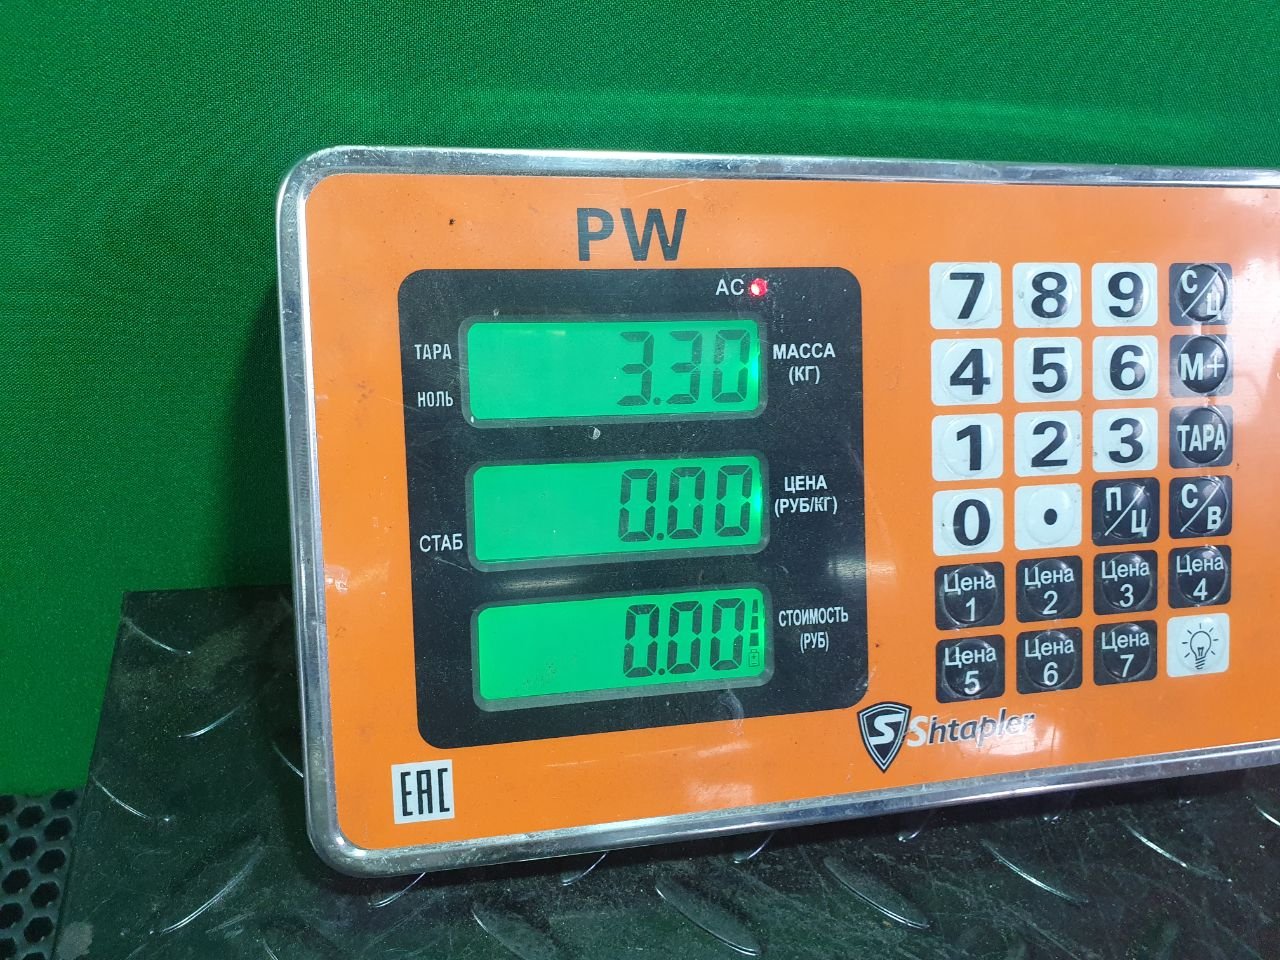 PW
AC
ТАРА
НОЛЬ
3.30
МАССА
(КГ)
СТАБ
0.00
ЦЕНА
(РУБ/КГ)
0.00
СТОИМОСТЬ
(РУБ)
7 8 9 С/Ц
4 5 6 М+
1 2 3 ТАРА
0 . П/Ц С/В
Цена 1 Цена 2 Цена 3 Цена 4
Цена 5 Цена 6 Цена 7
S Shtapler
EAC